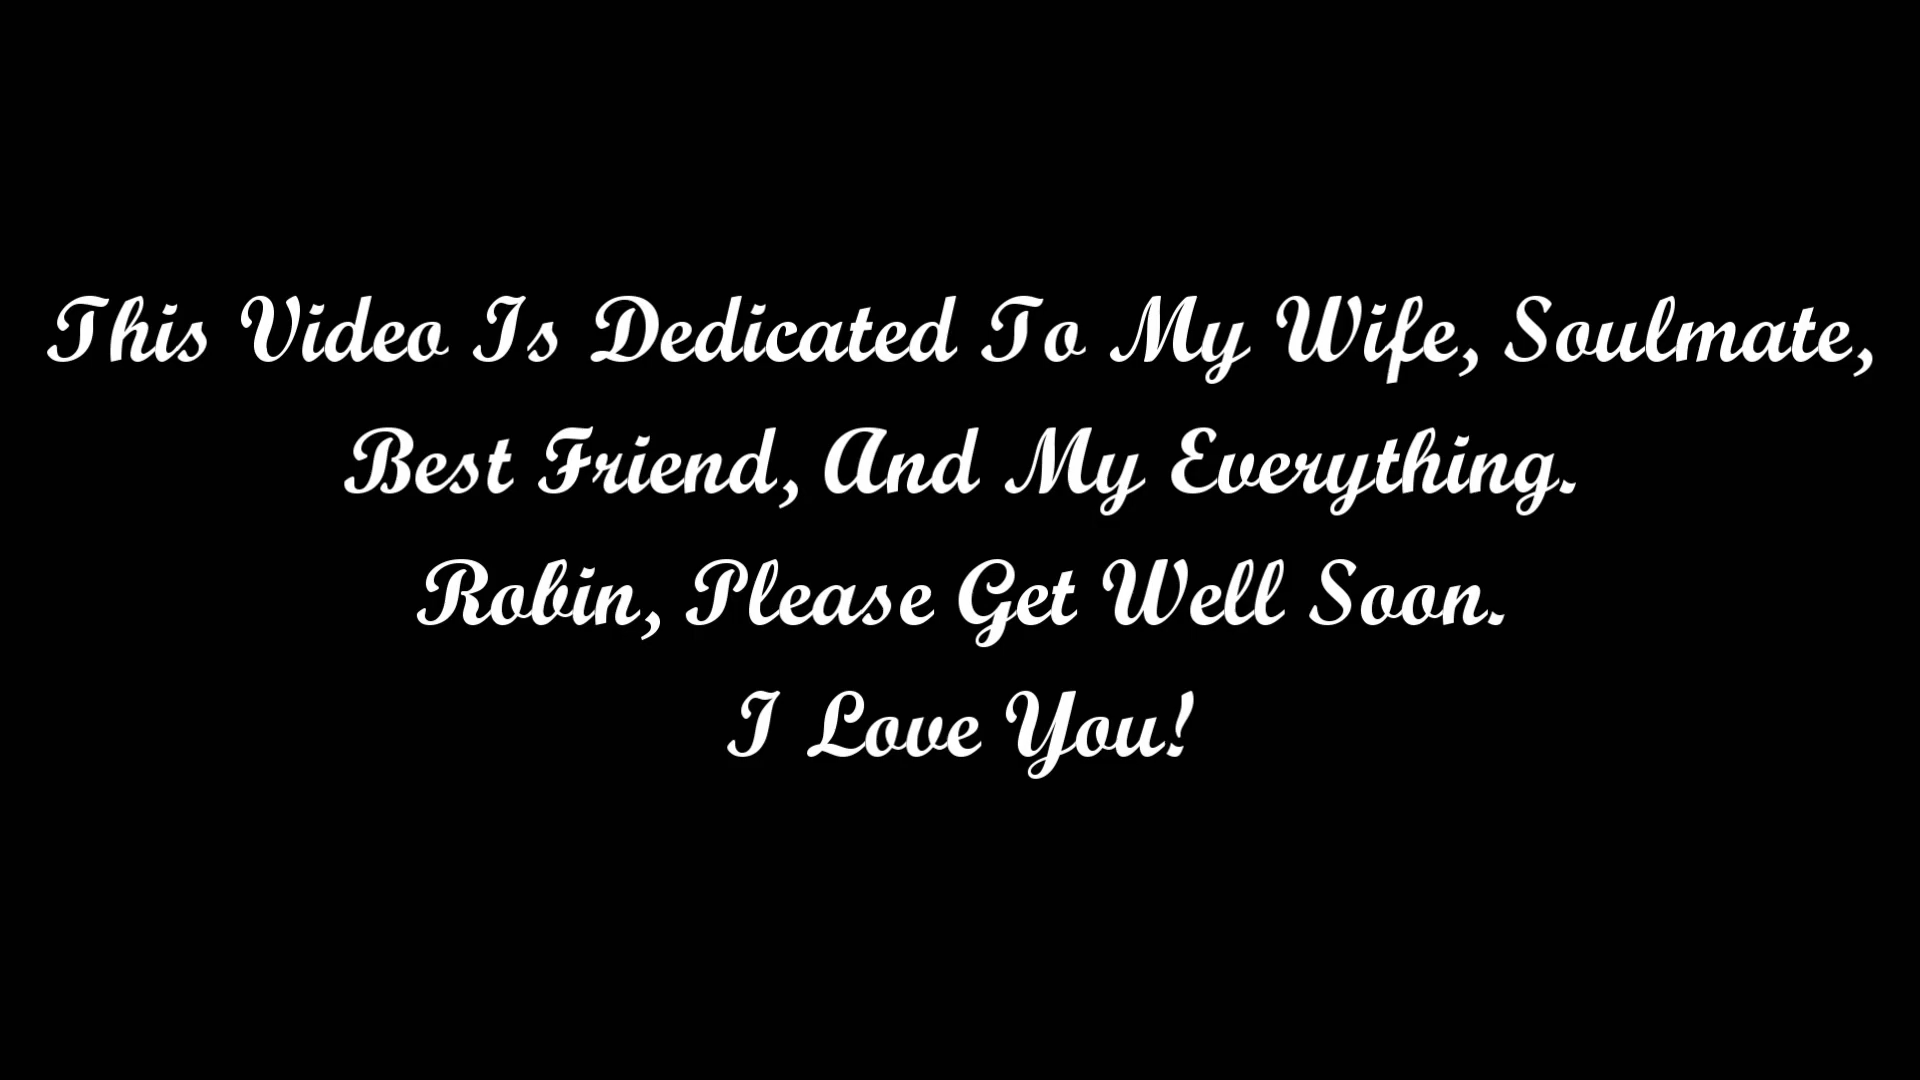 This Video Is Dedicated To My Wife, Soulmate,
Best Friend, And My Everything.
Robin, Please Get Well Soon.
I Love You!